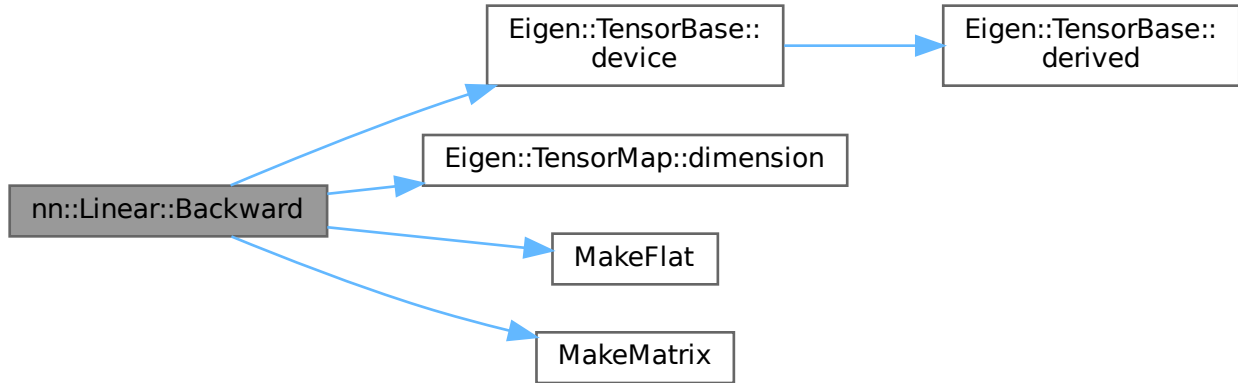 Eigen::TensorBase::
device
Eigen::TensorBase::
derived
Eigen::TensorMap::dimension
nn::Linear::Backward
MakeFlat
MakeMatrix